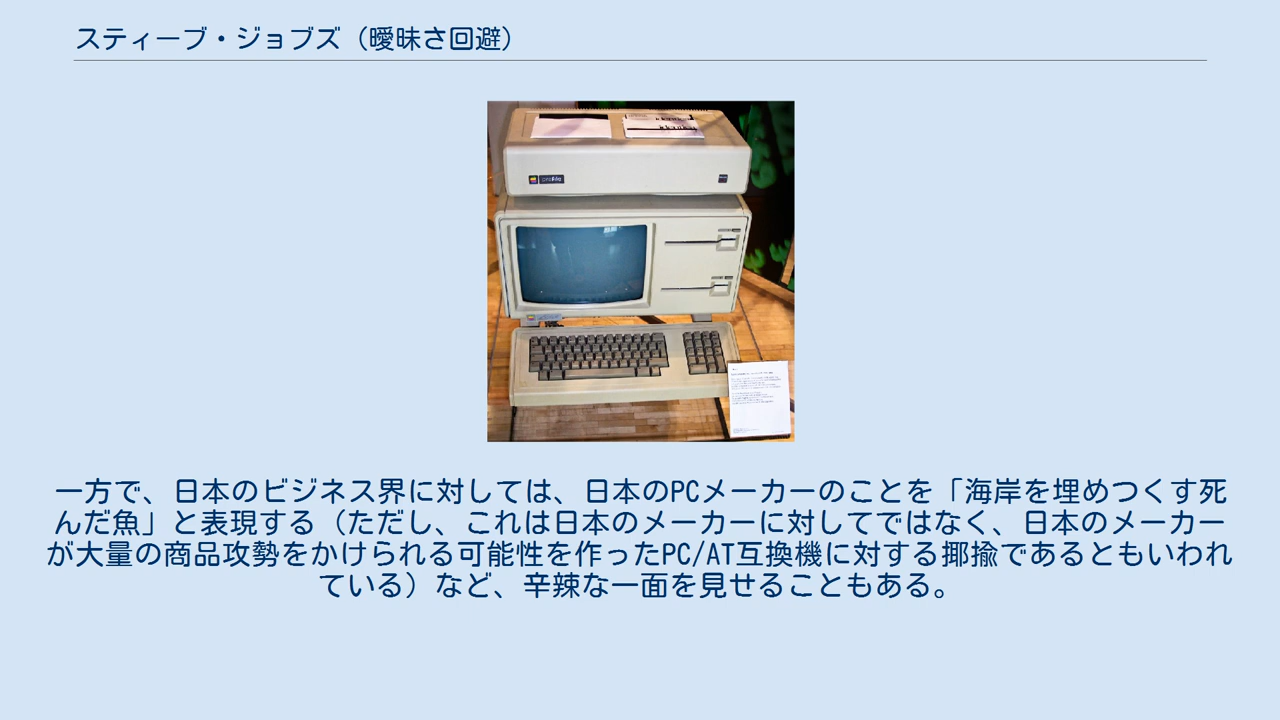 スティーブ・ジョブズ（曖昧さ回避）
一方で、日本のビジネス界に対しては、日本のPCメーカーのことを「海岸を埋めつくす死
んだ魚」と表現する（ただし、これは日本のメーカーに対してではなく、日本のメーカー
が大量の商品攻勢をかけられる可能性を作ったPC/AT互換機に対する揶揄であるともいわれ
ている）など、辛辣な一面を見せることもある。